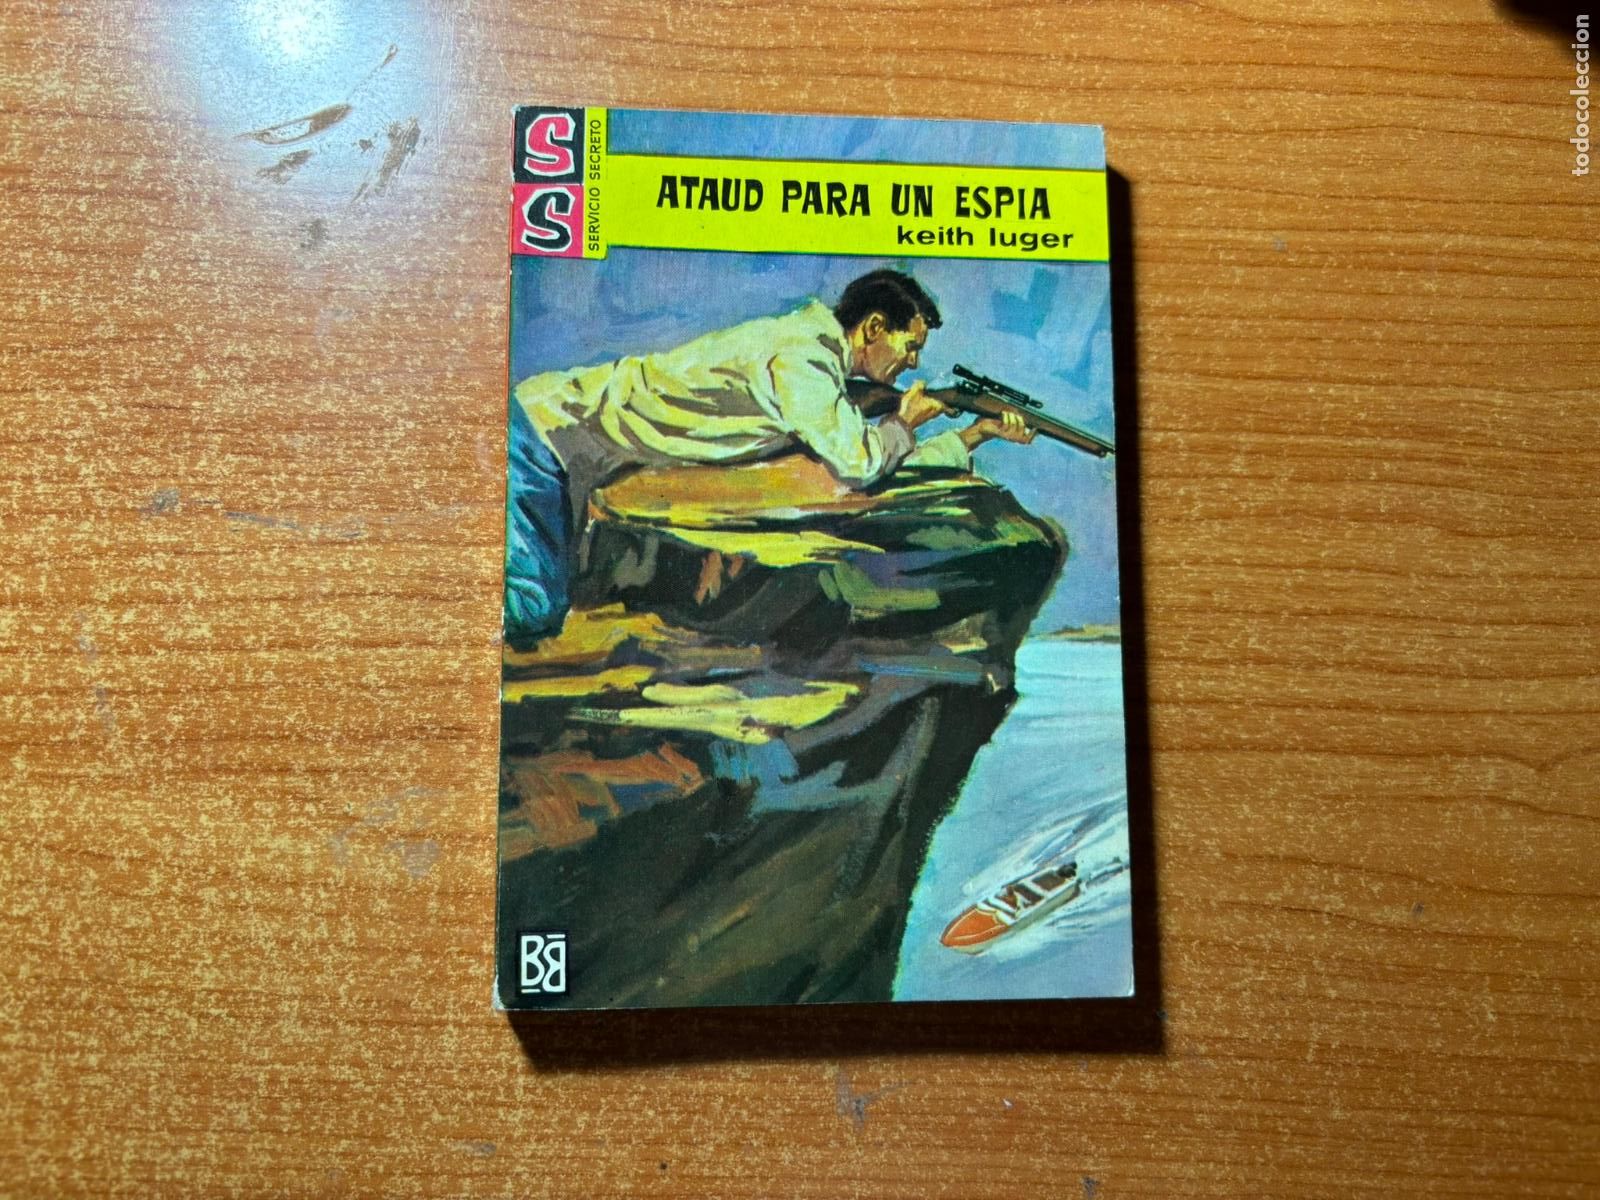 S
S
SERVICIO SECRETO
ATAUD PARA UN ESPIA
keith luger
BB
todocoleccion